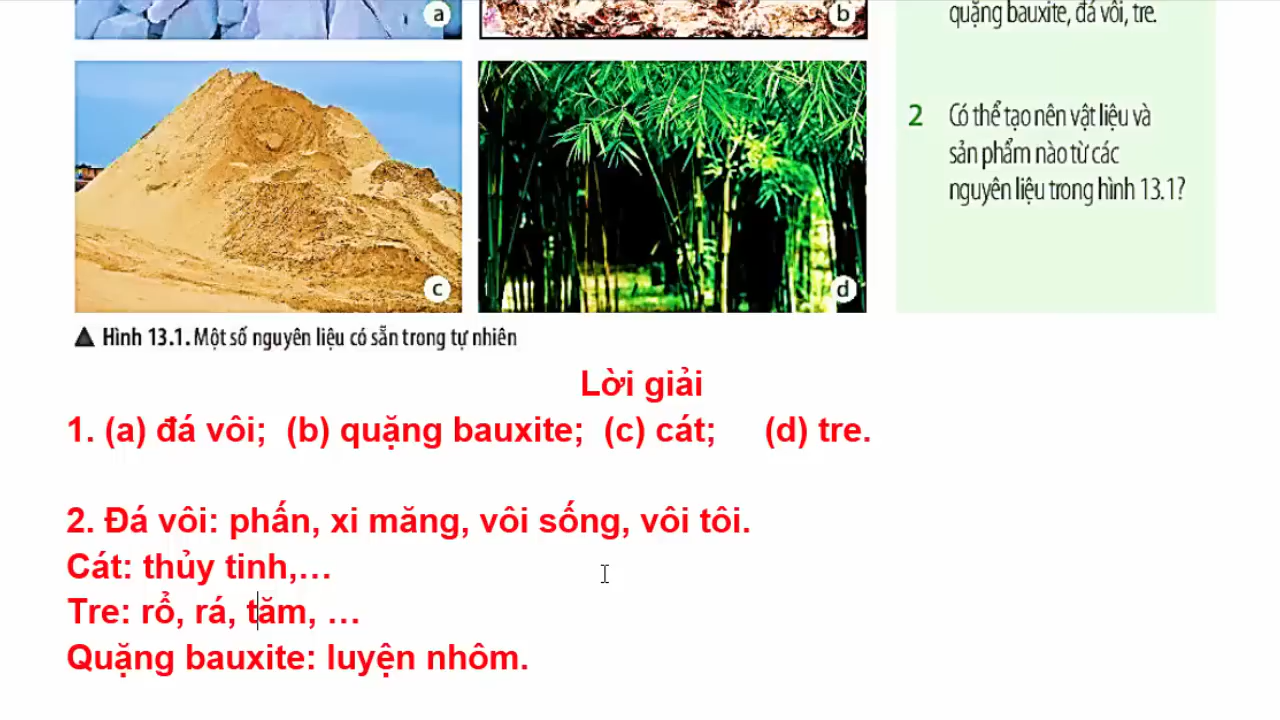 a
b
quặng bauxite, đá vôi, tre.
2 Có thể tạo nên vật liệu và
sản phẩm nào từ các
nguyên liệu trong hình 13.1?
c
d
Hình 13.1. Một số nguyên liệu có sẵn trong tự nhiên
Lời giải
1. (a) đá vôi; (b) quặng bauxite; (c) cát; (d) tre.
2. Đá vôi: phấn, xi măng, vôi sống, vôi tôi.
Cát: thủy tinh,…
Tre: rổ, rá, tăm, …
Quặng bauxite: luyện nhôm.